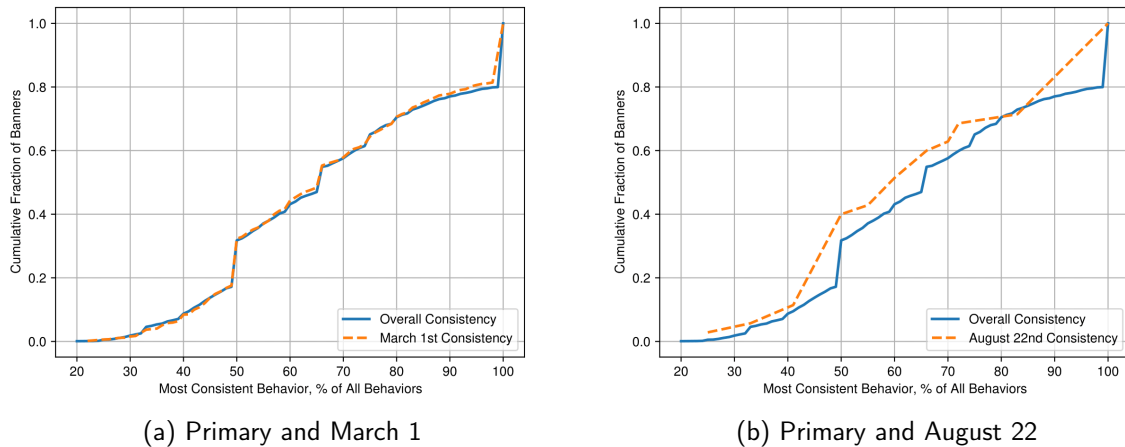 1.0
0.8
0.6
0.4
0.2
0.0
Cumulative Fraction of Banners
20 30 40 50 60 70 80 90 100
Most Consistent Behavior, % of All Behaviors
Overall Consistency
March 1st Consistency
(a) Primary and March 1
1.0
0.8
0.6
0.4
0.2
0.0
Cumulative Fraction of Banners
20 30 40 50 60 70 80 90 100
Most Consistent Behavior, % of All Behaviors
Overall Consistency
August 22nd Consistency
(b) Primary and August 22